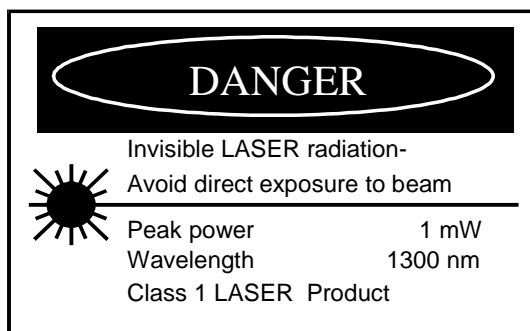 DANGER
Invisible LASER radiation-
Avoid direct exposure to beam
Peak power 1 mW
Wavelength 1300 nm
Class 1 LASER Product